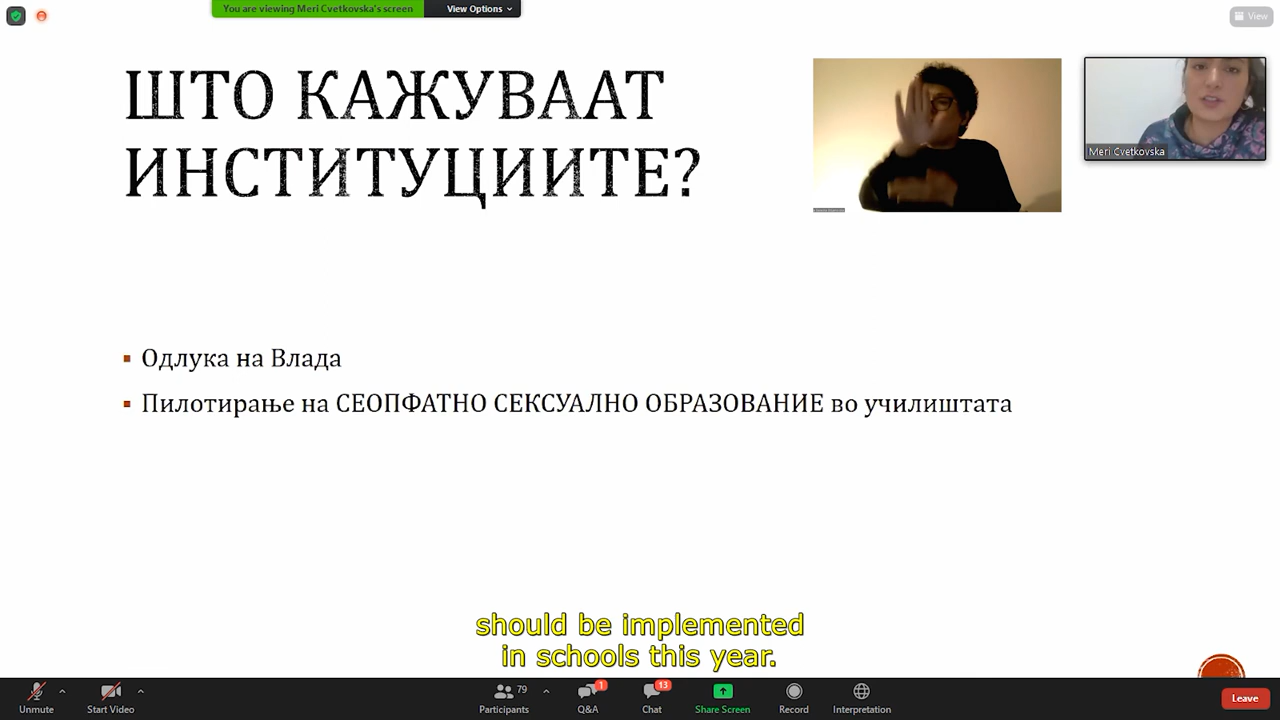 You are viewing Meri Cvetkovska's screen
View Options
View
ШТО КАЖУВААТ
ИНСТИТУЦИИТЕ?
Meri Cvetkovska
Одлука на Влада
Пилотирање на СЕОПФАТНО СЕКСУАЛНО ОБРАЗОВАНИЕ во училиштата
should be implemented
in schools this year.
Unmute
Start Video
79
Participants
1
Q&A
13
Chat
Share Screen
Record
Interpretation
Leave